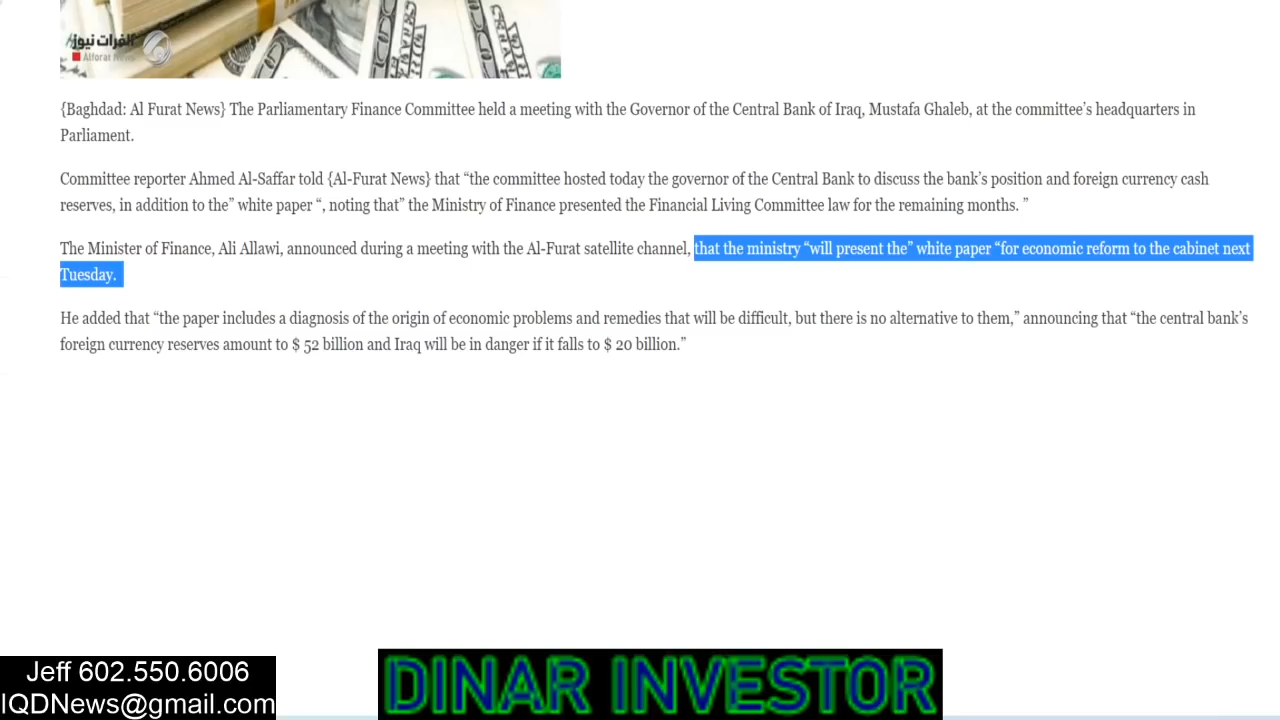 الفرات نيوز
Alforat News
{Baghdad: Al Furat News} The Parliamentary Finance Committee held a meeting with the Governor of the Central Bank of Iraq, Mustafa Ghaleb, at the committee’s headquarters in
Parliament.
Committee reporter Ahmed Al-Saffar told {Al-Furat News} that “the committee hosted today the governor of the Central Bank to discuss the bank’s position and foreign currency cash
reserves, in addition to the” white paper “, noting that” the Ministry of Finance presented the Financial Living Committee law for the remaining months. ”
The Minister of Finance, Ali Allawi, announced during a meeting with the Al-Furat satellite channel, that the ministry “will present the” white paper “for economic reform to the cabinet next
Tuesday.
He added that “the paper includes a diagnosis of the origin of economic problems and remedies that will be difficult, but there is no alternative to them,” announcing that “the central bank’s
foreign currency reserves amount to $ 52 billion and Iraq will be in danger if it falls to $ 20 billion.”
Jeff 602.550.6006
IQDNews@gmail.com
DINAR INVESTOR